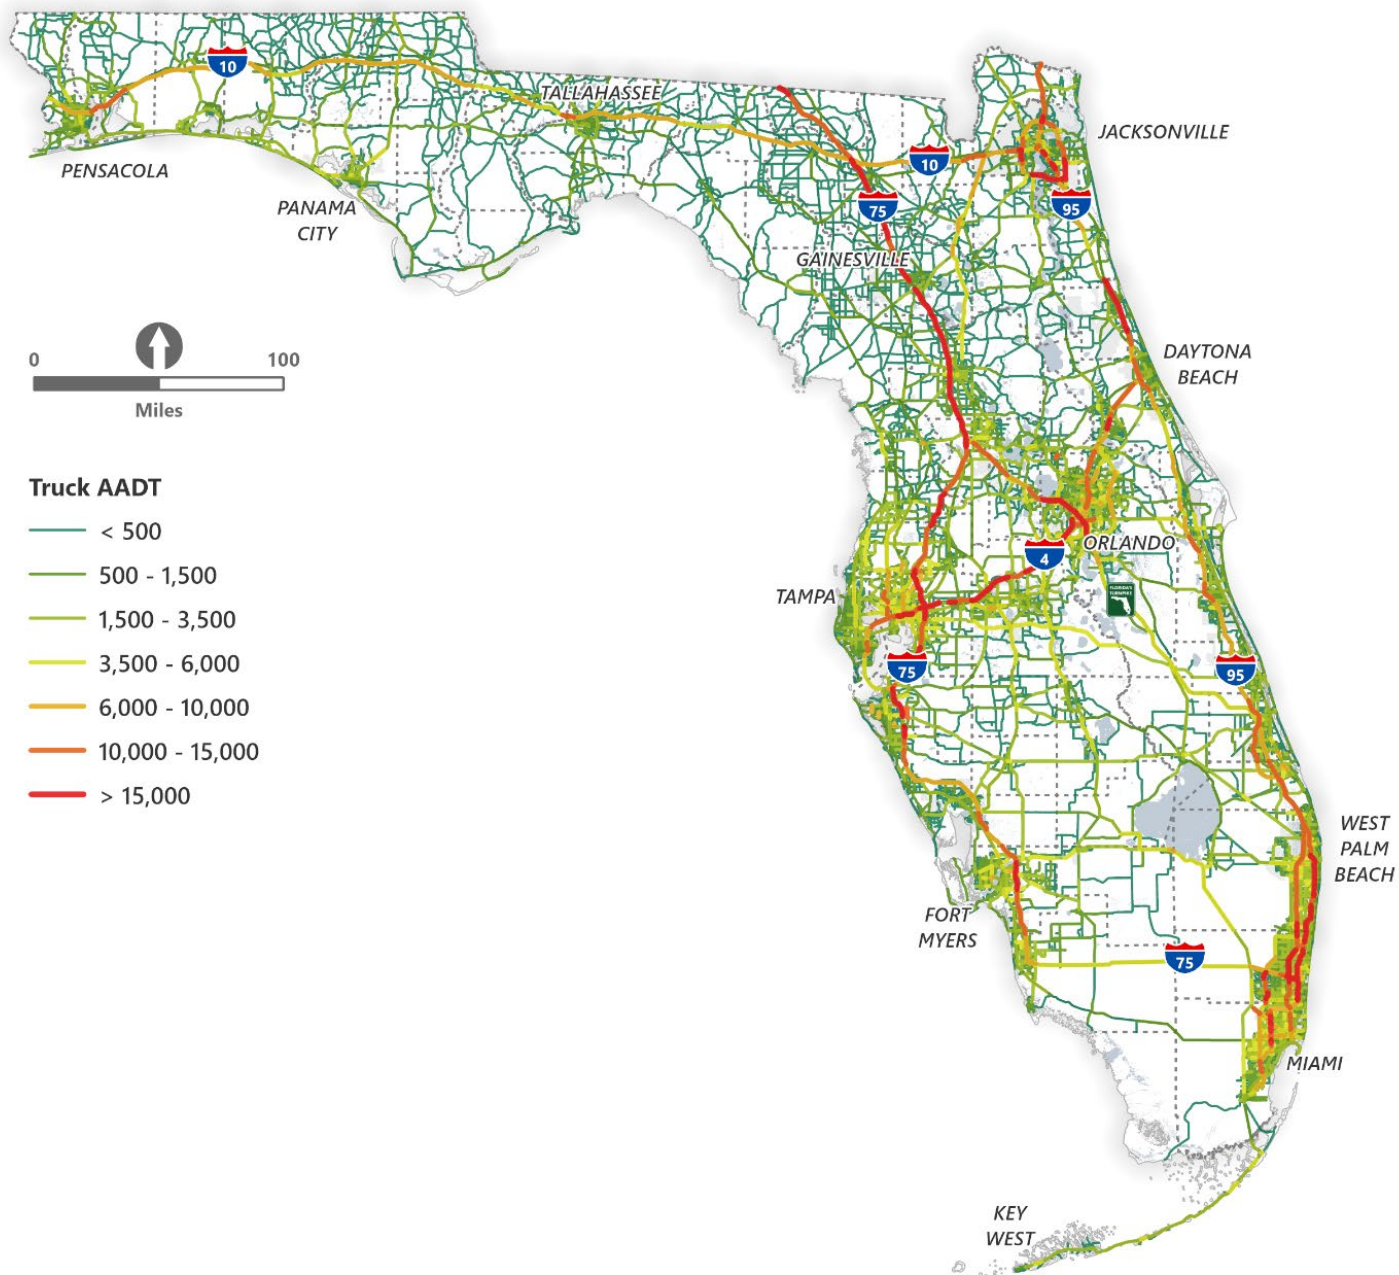 10
TALLAHASSEE
JACKSONVILLE
10
PENSACOLA
75
95
PANAMA
CITY
GAINESVILLE
0 100
Miles
DAYTONA
BEACH
Truck AADT
< 500
500 - 1,500
1,500 - 3,500
3,500 - 6,000
6,000 - 10,000
10,000 - 15,000
> 15,000
ORLANDO
4
TAMPA
FLORIDA'S
TURNPIKE
75
95
WEST
PALM
BEACH
FORT
MYERS
75
MIAMI
KEY
WEST